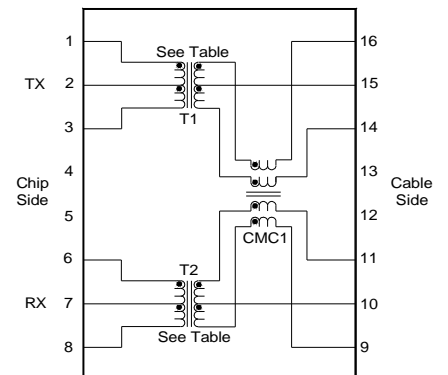 1
16
See Table
TX
2
15
3
T1
14
4
13
Chip
Side
Cable
Side
5
12
CMC1
6
11
T2
RX
7
10
See Table
8
9